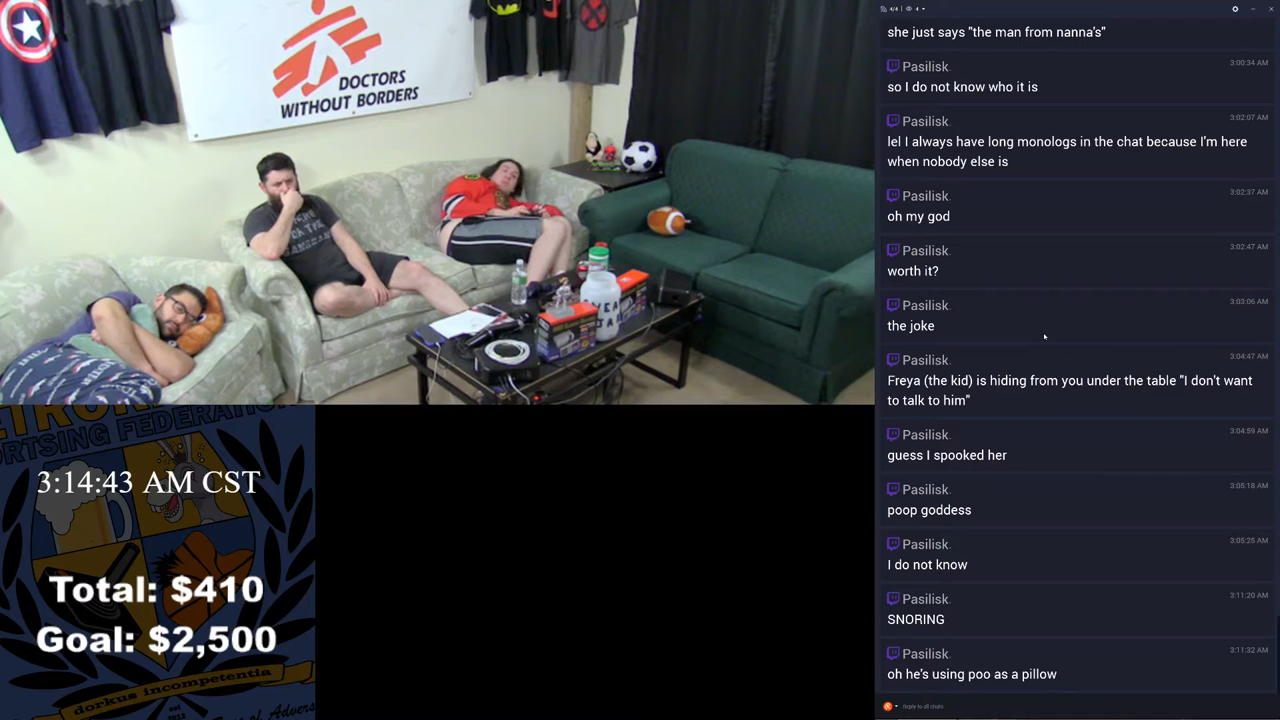 DOCTORS
WITHOUT BORDERS
3:14:43 AM CST
Total: $410
Goal: $2,500
dorkus incompetentia
4/4
4
she just says "the man from nanna's"
Pasilisk
3:00:34 AM
so I do not know who it is
Pasilisk
3:02:07 AM
lel I always have long monologs in the chat because I'm here
when nobody else is
Pasilisk
3:02:37 AM
oh my god
Pasilisk
3:02:47 AM
worth it?
Pasilisk
3:03:06 AM
the joke
Pasilisk
3:04:47 AM
Freya (the kid) is hiding from you under the table "I don't want
to talk to him"
Pasilisk
3:04:59 AM
guess I spooked her
Pasilisk
3:05:18 AM
poop goddess
Pasilisk
3:05:25 AM
I do not know
Pasilisk
3:11:20 AM
SNORING
Pasilisk
3:11:32 AM
oh he's using poo as a pillow
Reply to all chats